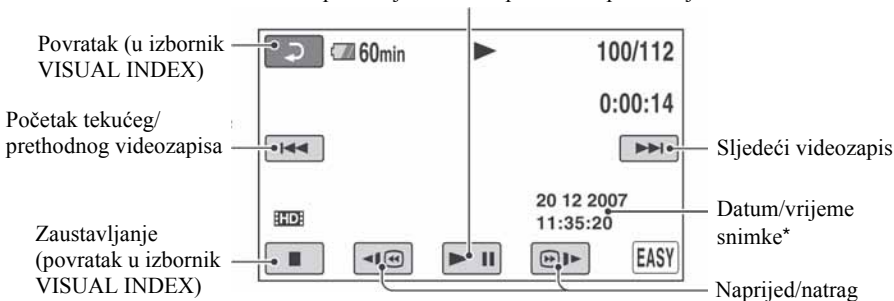 Povratak (u izbornik
VISUAL INDEX)
60min
100/112
0:00:14
Početak tekućeg/
prethodnog videozapisa
Sljedeći videozapis
20 12 2007
11:35:20
Datum/vrijeme
snimke*
HD
Zaustavljanje
(povratak u izbornik
VISUAL INDEX)
EASY
Naprijed/natrag